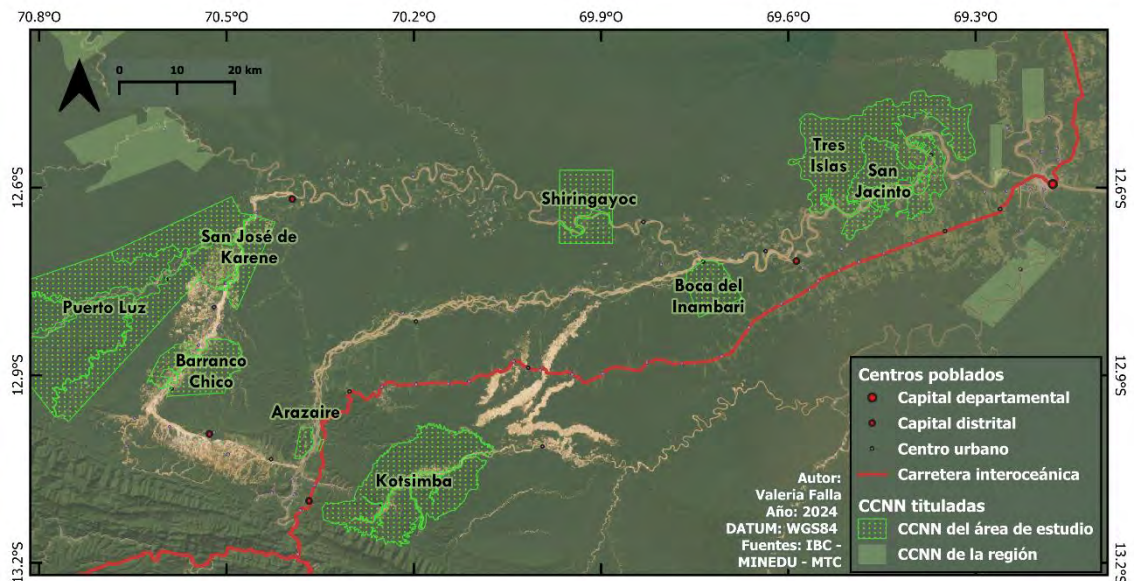 70.8°O 70.5°O 70.2°O 69.9°O 69.6°O 69.3°O
0 10 20 km
12.6°S
12.6°S
Tres
Islas
San
Jacinto
Shiringayoc
San José de
Karene
Puerto Luz
Boca del
Inambari
Barranco
Chico
12.9°S
12.9°S
Arazaire
Kotsimba
13.2°S
13.2°S
Autor:
Valeria Falla
Año: 2024
DATUM: WGS84
Fuentes: IBC -
MINEDU - MTC
Centros poblados
Capital departamental
Capital distrital
Centro urbano
Carretera interoceánica
CCNN tituladas
CCNN del área de estudio
CCNN de la región